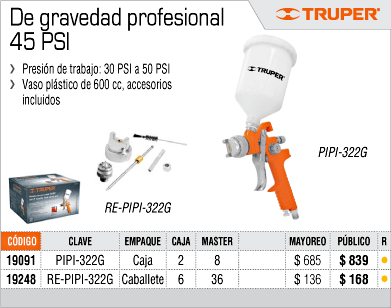 De gravedad profesional
45 PSI
TRUPER®
Presión de trabajo: 30 PSI a 50 PSI
Vaso plástico de 600 cc, accesorios
incluidos
TRUPER®
PIPI-322G
TRUPER
RE-PIPI-322G
CÓDIGO CLAVE EMPAQUE CAJA MASTER MAYOREO PÚBLICO R
19091 PIPI-322G Caja 2 8 $ 685 $ 839
19248 RE-PIPI-322G Caballete 6 36 $ 136 $ 168